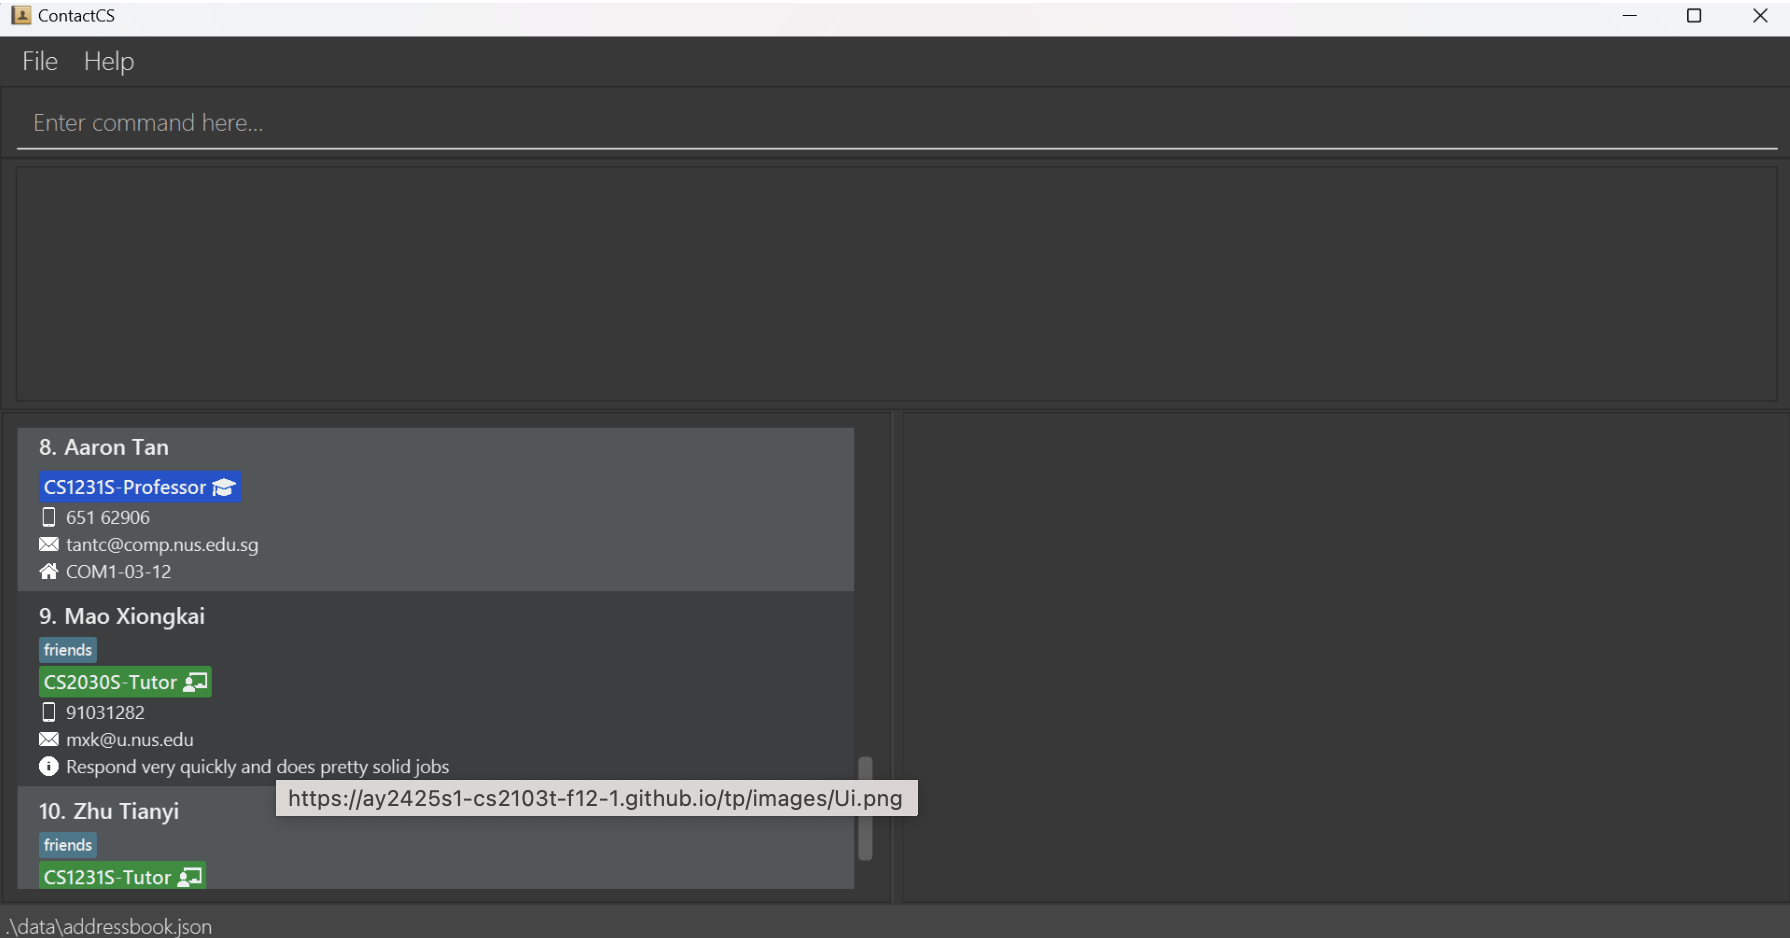 ContactCS
File Help
Enter command here...
8. Aaron Tan
CS1231S-Professor
651 62906
tantc@comp.nus.edu.sg
COM1-03-12
9. Mao Xiongkai
friends
CS2030S-Tutor
91031282
mxk@u.nus.edu
Respond very quickly and does pretty solid jobs
https://ay2425s1-cs2103t-f12-1.github.io/tp/images/Ui.png
10. Zhu Tianyi
friends
CS1231S-Tutor
.\data\addressbook.json